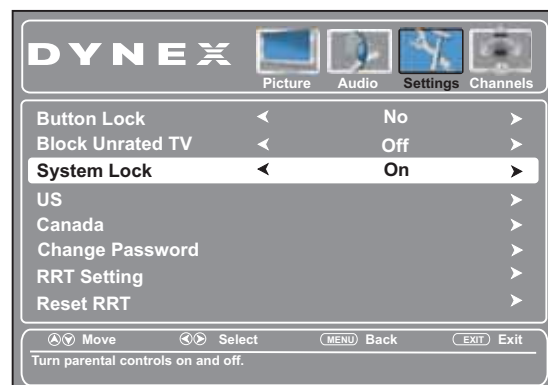 DYNEX
Picture Audio Settings Channels
Button Lock No
Block Unrated TV Off
System Lock On
US
Canada
Change Password
RRT Setting
Reset RRT
Move Select MENU Back EXIT Exit
Turn parental controls on and off.